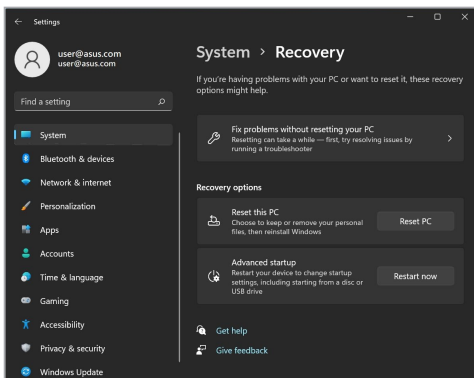 Settings
user@asus.com
user@asus.com
Find a setting
System
Bluetooth & devices
Network & internet
Personalization
Apps
Accounts
Time & language
Gaming
Accessibility
Privacy & security
Windows Update
System > Recovery
If you're having problems with your PC or want to reset it, these recovery
options might help.
Fix problems without resetting your PC
Resetting can take a while — first, try resolving issues by
running a troubleshooter
Recovery options
Reset this PC
Choose to keep or remove your personal
files, then reinstall Windows
Reset PC
Advanced startup
Restart your device to change startup
settings, including starting from a disc or
USB drive
Restart now
Get help
Give feedback